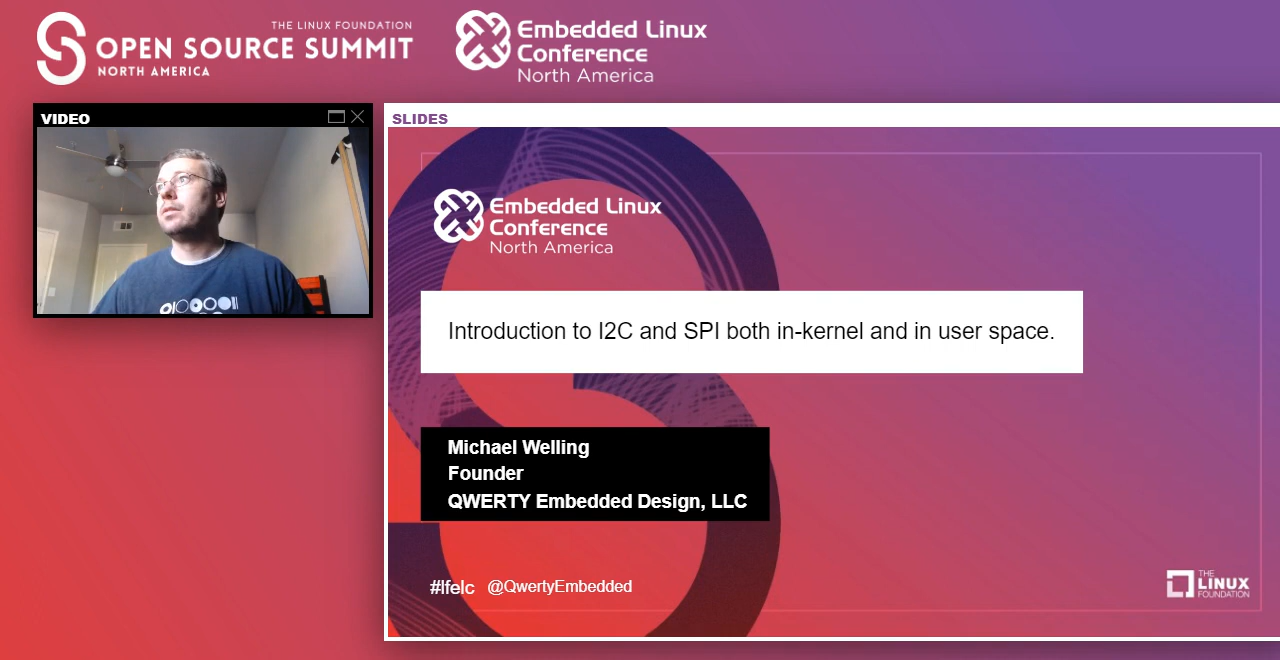 THE LINUX FOUNDATION
OPEN SOURCE SUMMIT
NORTH AMERICA
Embedded Linux
Conference
North America
VIDEO
SLIDES
Embedded Linux
Conference
North America
Introduction to I2C and SPI both in-kernel and in user space.
Michael Welling
Founder
QWERTY Embedded Design, LLC
#lfelc @QwertyEmbedded
THE
LINUX
FOUNDATION